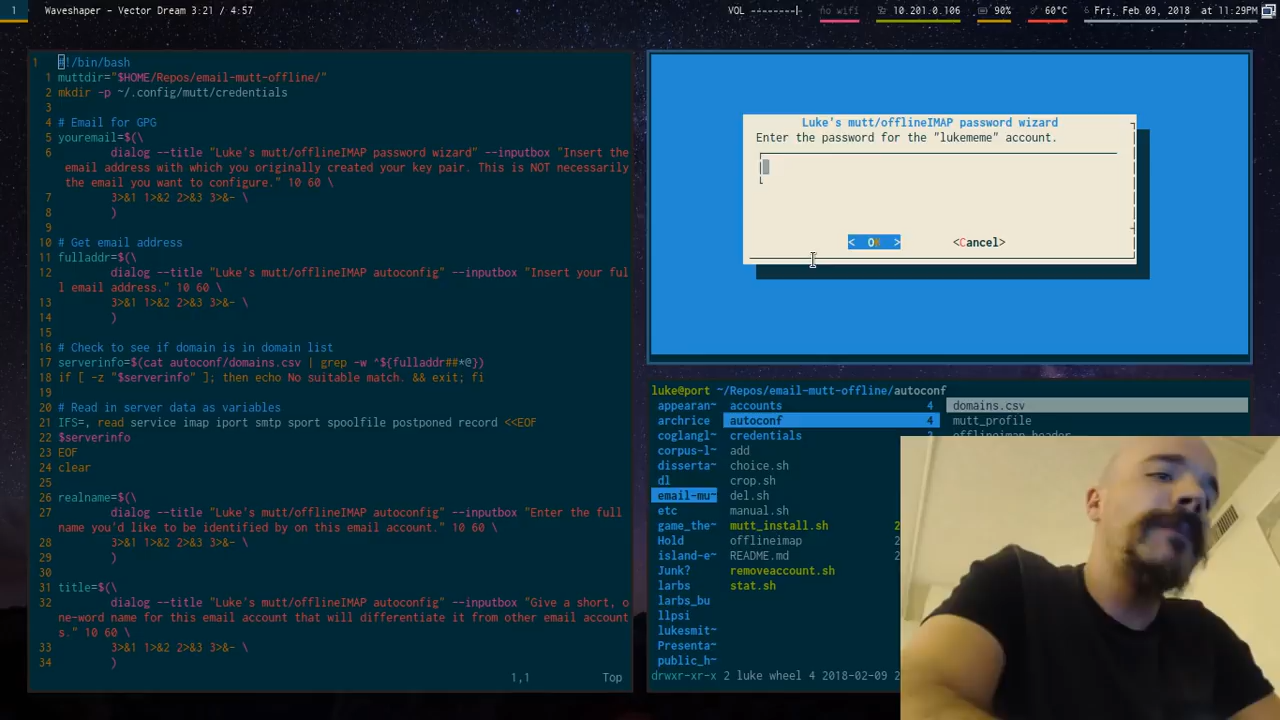 1
Waveshaper - Vector Dream 3:21 / 4:57
VOL --------|-
no wifi
10.201.0.106
90%
60°C
Fri, Feb 09, 2018
at 11:29PM
1 #!/bin/bash
1 muttdir="$HOME/Repos/email-mutt-offline/"
2 mkdir -p ~/.config/mutt/credentials
3
4 # Email for GPG
5 youremail=$(\
6 dialog --title "Luke's mutt/offlineIMAP password wizard" --inputbox "Insert the
email address with which you originally created your key pair. This is NOT necessarily
the email you want to configure." 10 60 \
7 3>&1 1>&2 2>&3 3>&- \
8 )
9
10 # Get email address
11 fulladdr=$(\
12 dialog --title "Luke's mutt/offlineIMAP autoconfig" --inputbox "Insert your ful
l email address." 10 60 \
13 3>&1 1>&2 2>&3 3>&- \
14 )
15
16 # Check to see if domain is in domain list
17 serverinfo=$(cat autoconf/domains.csv | grep -w ^${fulladdr##*@})
18 if [ -z "$serverinfo" ]; then echo No suitable match. && exit; fi
19
20 # Read in server data as variables
21 IFS=, read service imap iport smtp sport spoolfile postponed record <<EOF
22 $serverinfo
23 EOF
24 clear
25
26 realname=$(\
27 dialog --title "Luke's mutt/offlineIMAP autoconfig" --inputbox "Enter the full
name you'd like to be identified by on this email account." 10 60 \
28 3>&1 1>&2 2>&3 3>&- \
29 )
30
31 title=$(\
32 dialog --title "Luke's mutt/offlineIMAP autoconfig" --inputbox "Give a short, o
ne-word name for this email account that will differentiate it from other email account
s." 10 60 \
33 3>&1 1>&2 2>&3 3>&- \
34 )
1,1 Top
Luke's mutt/offlineIMAP password wizard
Enter the password for the "lukememe" account.
< OK > <Cancel>
luke@port ~/Repos/email-mutt-offline/autoconf
appearan~ accounts 4 domains.csv
archrice autoconf 4 mutt_profile
coglangl~ credentials offlineimap_header
corpus-l~ add
disserta~ choice.sh
dl crop.sh
email-mu~ del.sh
etc manual.sh
game_the~ mutt_install.sh 2
Hold offlineimap 2
island-e~ README.md 2
Junk? removeaccount.sh
larbs stat.sh
larbs_bu
llpsi
lukesmit~
Presenta~
public_h~
drwxr-xr-x 2 luke wheel 4 2018-02-09 2